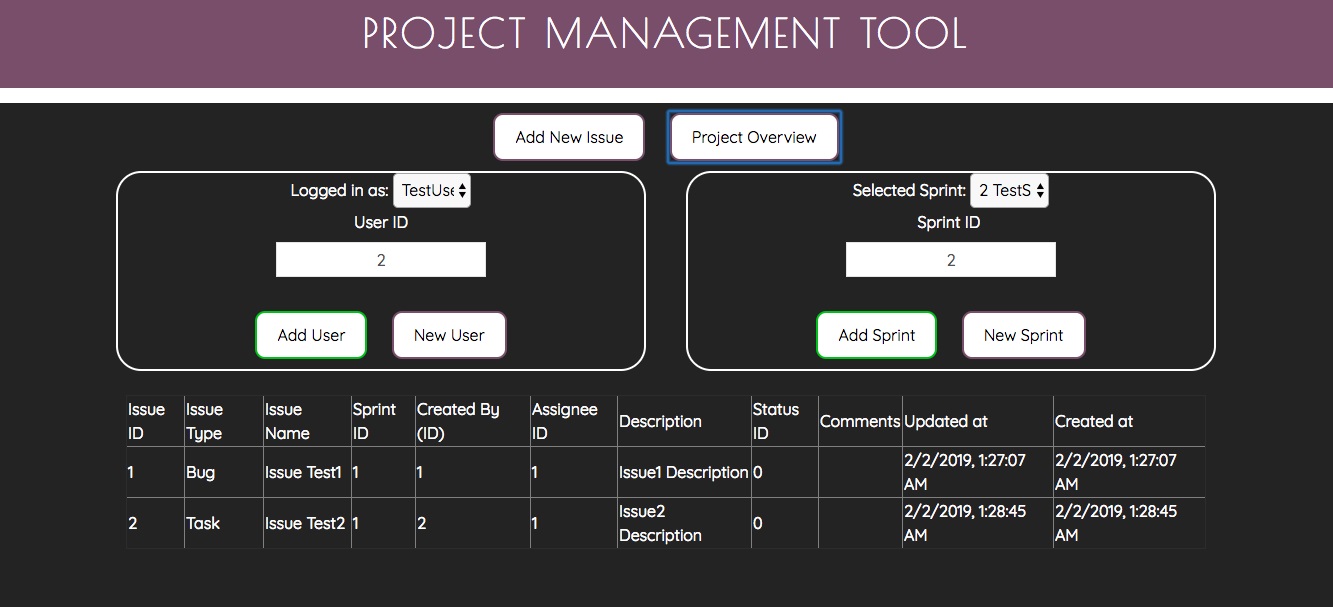 PROJECT MANAGEMENT TOOL
Add New Issue
Project Overview
Logged in as: TestUse
User ID
2
Add User
New User
Selected Sprint: 2 TestS
Sprint ID
2
Add Sprint
New Sprint
Issue ID Issue Type Issue Name Sprint ID Created By (ID) Assignee ID Description Status ID Comments Updated at Created at
1 Bug Issue Test1 1 1 1 Issue1 Description 0 2/2/2019, 1:27:07 AM 2/2/2019, 1:27:07 AM
2 Task Issue Test2 1 2 1 Issue2 Description 0 2/2/2019, 1:28:45 AM 2/2/2019, 1:28:45 AM